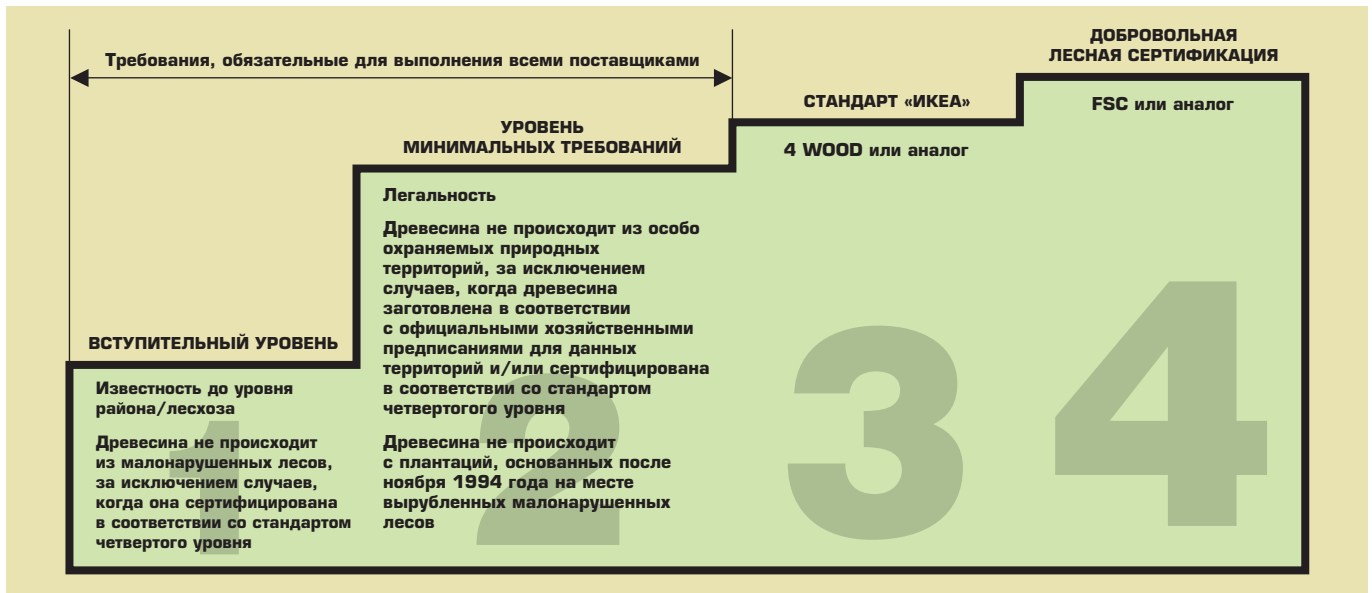 Требования, обязательные для выполнения всеми поставщиками
ВСТУПИТЕЛЬНЫЙ УРОВЕНЬ
Известность до уровня
района/лесхоза
Древесина не происходит
из малонарушенных лесов,
за исключением случаев,
когда она сертифицирована
в соответствии со стандартом
четвертого уровня
1
УРОВЕНЬ
МИНИМАЛЬНЫХ ТРЕБОВАНИЙ
Легальность
Древесина не происходит из особо
охраняемых природных
территорий, за исключением
случаев, когда древесина
заготовлена в соответствии
с официальными хозяйственными
предписаниями для данных
территорий и/или сертифицирована
в соответствии со стандартом
четвертогого уровня
Древесина не происходит
с плантаций, основанных после
ноября 1994 года на месте
вырубленных малонарушенных
лесов
2
СТАНДАРТ «ИКЕА»
4 WOOD или аналог
3
ДОБРОВОЛЬНАЯ
ЛЕСНАЯ СЕРТИФИКАЦИЯ
FSC или аналог
4